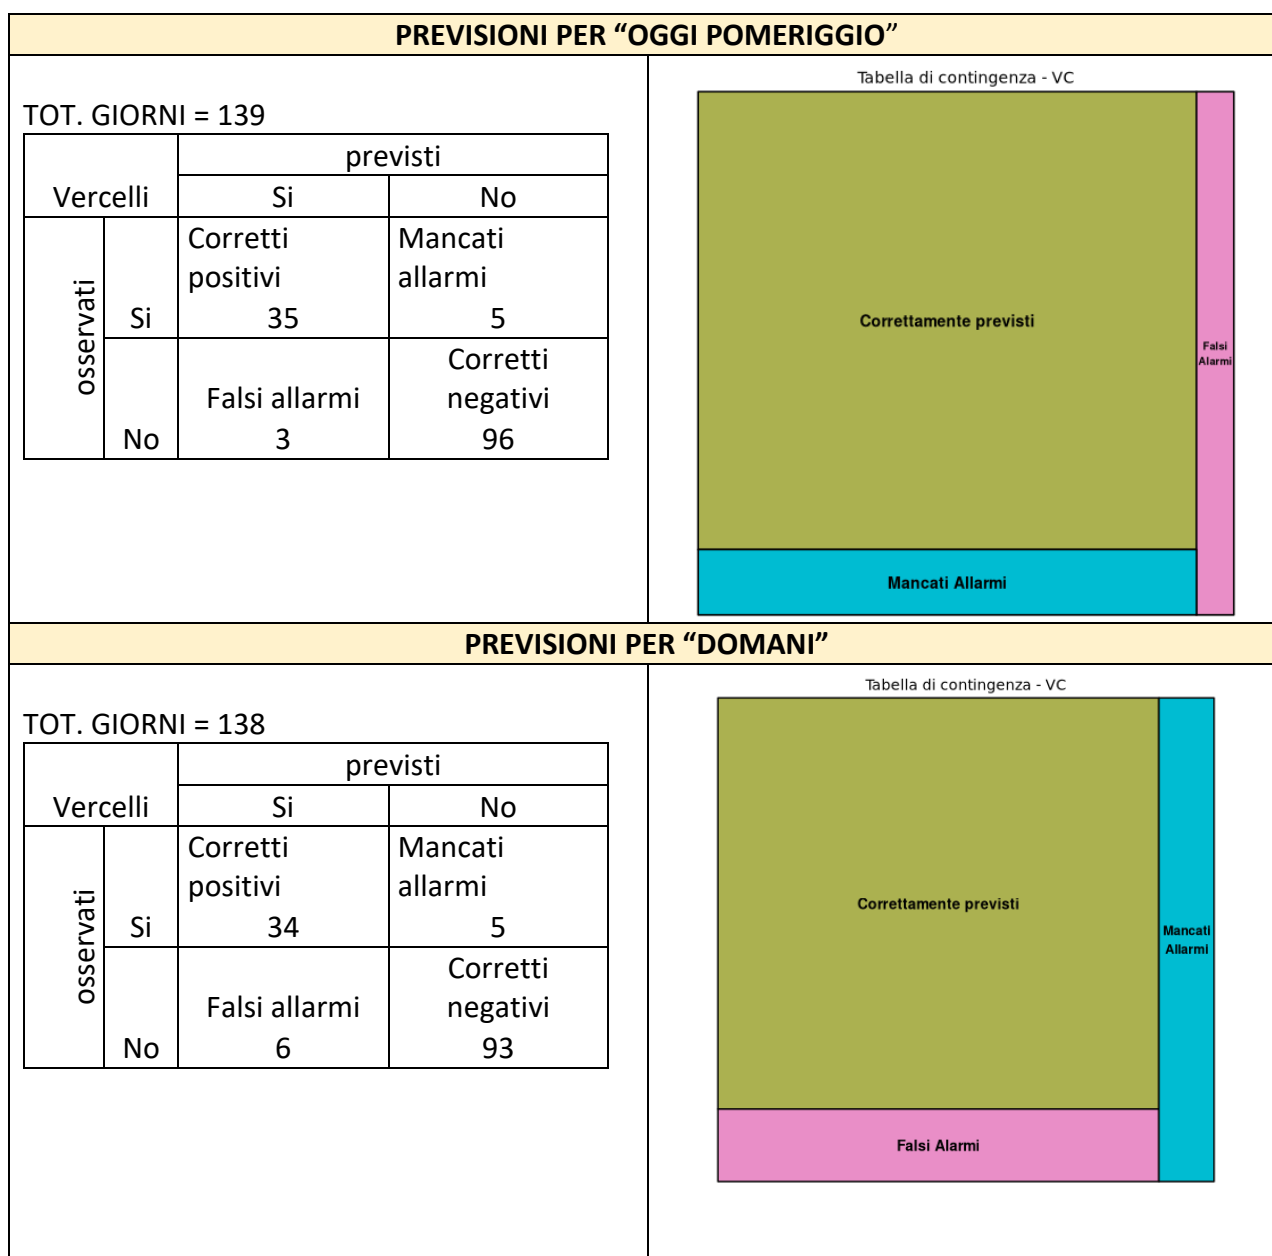 PREVISIONI PER “OGGI POMERIGGIO”
TOT. GIORNI = 139
previsti
Vercelli
Si
No
osservati
Si
Corretti
positivi
35
Mancati
allarmi
5
No
Falsi allarmi
3
Corretti
negativi
96
Tabella di contingenza - VC
Correttamente previsti
Falsi
Alarmi
Mancati Allarmi
PREVISIONI PER “DOMANI”
TOT. GIORNI = 138
previsti
Vercelli
Si
No
osservati
Si
Corretti
positivi
34
Mancati
allarmi
5
No
Falsi allarmi
6
Corretti
negativi
93
Tabella di contingenza - VC
Correttamente previsti
Mancati
Allarmi
Falsi Alarmi